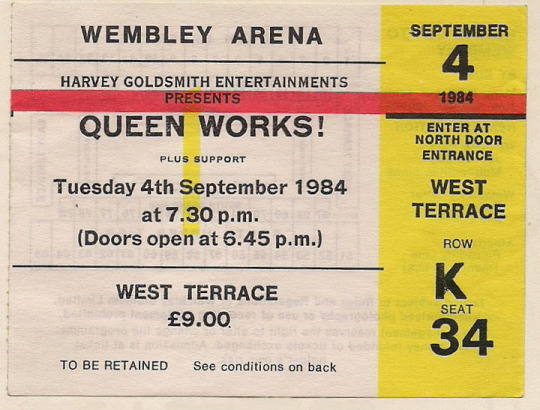 WEMBLEY ARENA
HARVEY GOLDSMITH ENTERTAINMENTS
PRESENTS
QUEEN WORKS!
PLUS SUPPORT
Tuesday 4th September 1984
at 7.30 p.m.
(Doors open at 6.45 p.m.)
WEST TERRACE
£9.00
TO BE RETAINED See conditions on back
SEPTEMBER
4
1984
ENTER AT
NORTH DOOR
ENTRANCE
WEST
TERRACE
ROW
K
SEAT
34